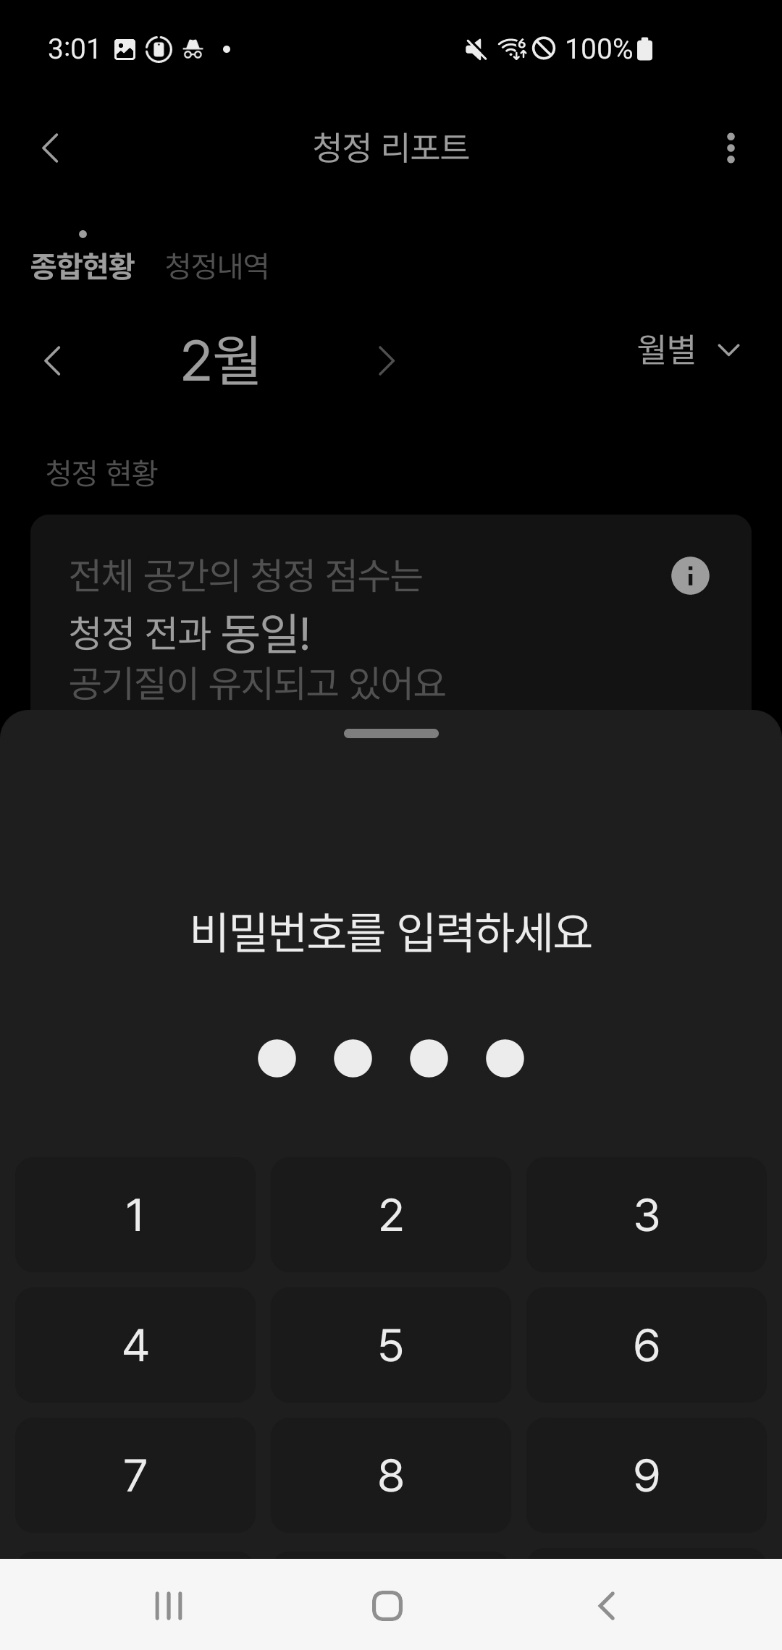 3:01 100%
청정 리포트
종합현황 청정내역
2월 월별
청정 현황
전체 공간의 청정 점수는
청정 전과 동일!
공기질이 유지되고 있어요
비밀번호를 입력하세요
1 2 3
4 5 6
7 8 9